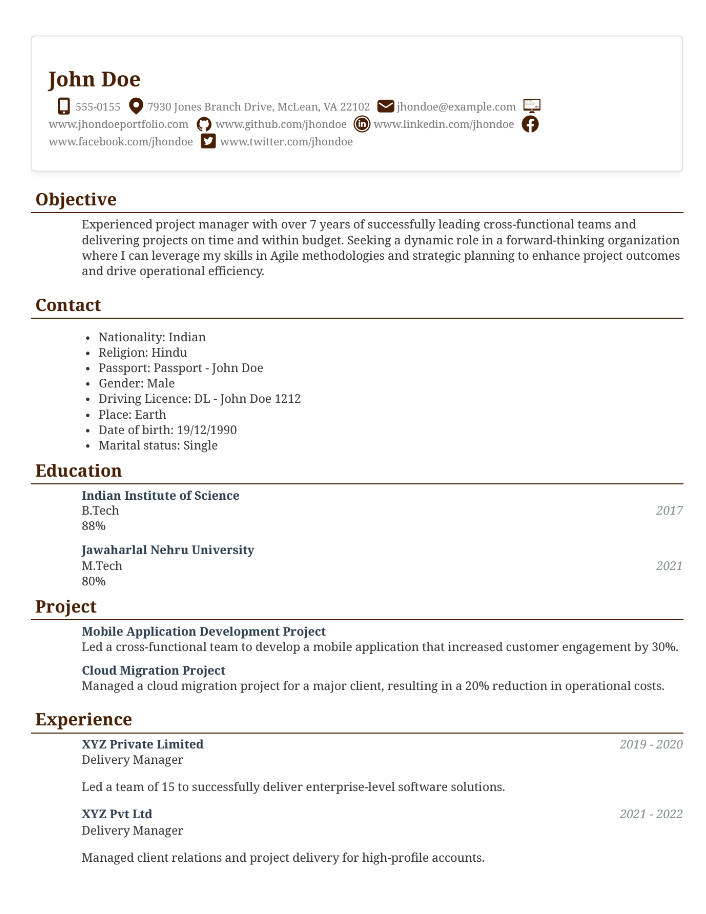 John Doe
555-0155 7930 Jones Branch Drive, McLean, VA 22102 jhondoe@example.com
www.jhondoeportfolio.com www.github.com/jhondoe www.linkedin.com/jhondoe
www.facebook.com/jhondoe www.twitter.com/jhondoe
Objective
Experienced project manager with over 7 years of successfully leading cross-functional teams and
delivering projects on time and within budget. Seeking a dynamic role in a forward-thinking organization
where I can leverage my skills in Agile methodologies and strategic planning to enhance project outcomes
and drive operational efficiency.
Contact
• Nationality: Indian
• Religion: Hindu
• Passport: Passport - John Doe
• Gender: Male
• Driving Licence: DL - John Doe 1212
• Place: Earth
• Date of birth: 19/12/1990
• Marital status: Single
Education
Indian Institute of Science
B.Tech 2017
88%
Jawaharlal Nehru University
M.Tech 2021
80%
Project
Mobile Application Development Project
Led a cross-functional team to develop a mobile application that increased customer engagement by 30%.
Cloud Migration Project
Managed a cloud migration project for a major client, resulting in a 20% reduction in operational costs.
Experience
XYZ Private Limited 2019 - 2020
Delivery Manager
Led a team of 15 to successfully deliver enterprise-level software solutions.
XYZ Pvt Ltd 2021 - 2022
Delivery Manager
Managed client relations and project delivery for high-profile accounts.